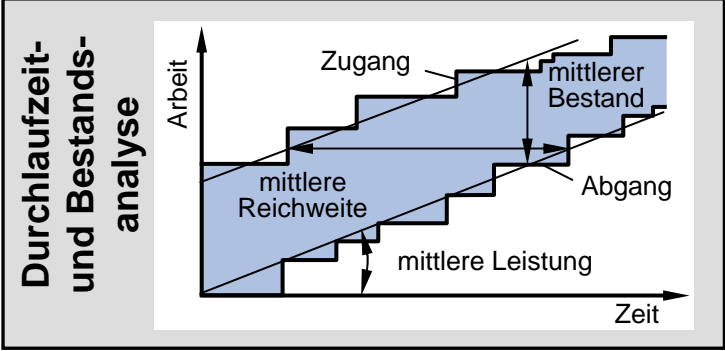 Durchlaufzeit-
und Bestands-
analyse
Arbeit
Zugang
mittlerer
Bestand
mittlere
Reichweite
Abgang
mittlere Leistung
Zeit